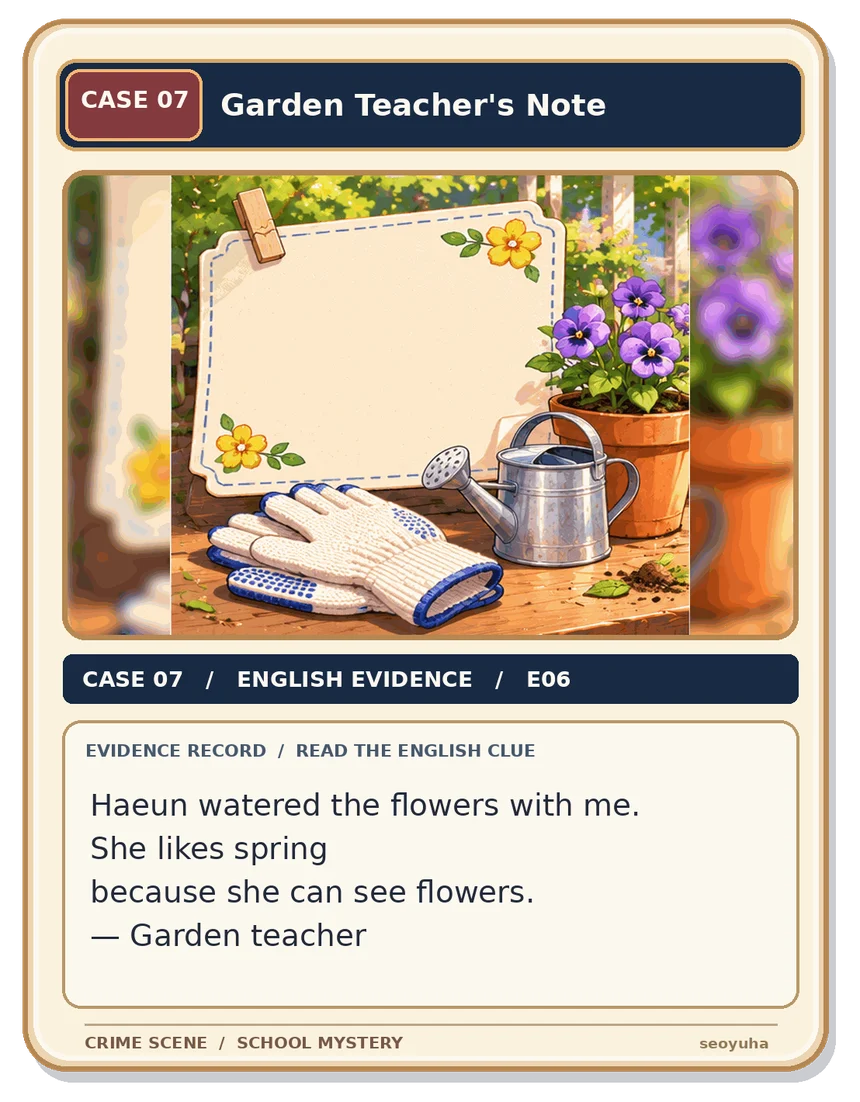 CASE 07
Garden Teacher's Note
CASE 07 / ENGLISH EVIDENCE / E06
EVIDENCE RECORD / READ THE ENGLISH CLUE
Haeun watered the flowers with me.
She likes spring
because she can see flowers.
— Garden teacher
CRIME SCENE / SCHOOL MYSTERY
seoyuha